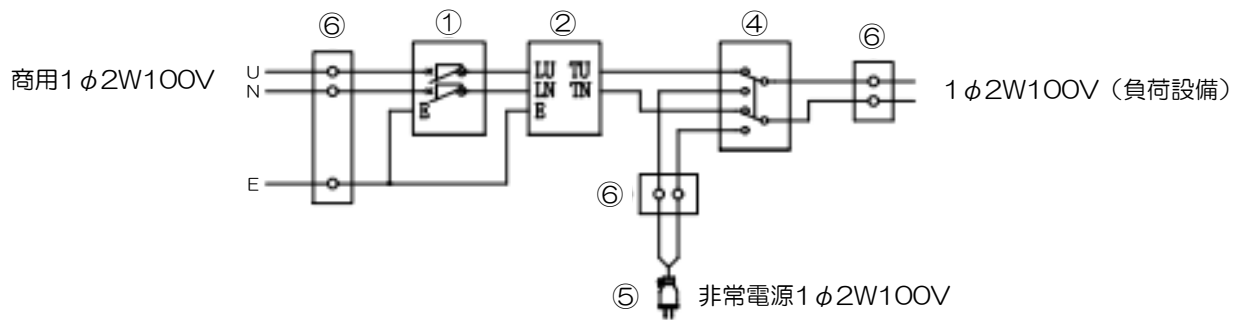 ⑥ ① ② ④ ⑥
商用1φ2W100V
U
N
E
E
LU TU
LN TN
E
1φ2W100V（負荷設備）
⑥
⑤ 非常電源1φ2W100V